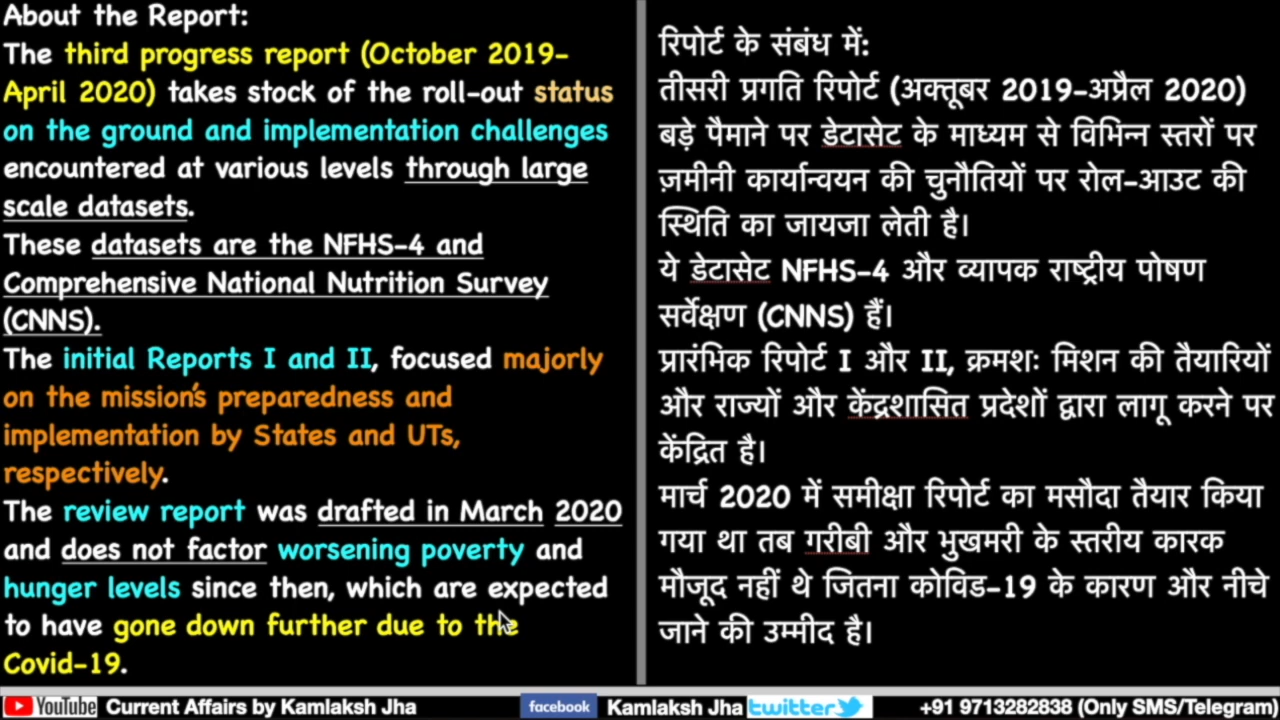 About the Report:
The third progress report (October 2019-
April 2020) takes stock of the roll-out status
on the ground and implementation challenges
encountered at various levels through large
scale datasets.
These datasets are the NFHS-4 and
Comprehensive National Nutrition Survey
(CNNS).
The initial Reports I and II, focused majorly
on the mission's preparedness and
implementation by States and UTs,
respectively.
The review report was drafted in March 2020
and does not factor worsening poverty and
hunger levels since then, which are expected
to have gone down further due to the
Covid-19.
रिपोर्ट के संबंध में:
तीसरी प्रगति रिपोर्ट (अक्तूबर 2019-अप्रैल 2020)
बड़े पैमाने पर डेटासेट के माध्यम से विभिन्न स्तरों पर
ज़मीनी कार्यान्वयन की चुनौतियों पर रोल-आउट की
स्थिति का जायजा लेती है।
ये डेटासेट NFHS-4 और व्यापक राष्ट्रीय पोषण
सर्वेक्षण (CNNS) हैं।
प्रारंभिक रिपोर्ट I और II, क्रमशः मिशन की तैयारियों
और राज्यों और केंद्रशासित प्रदेशों द्वारा लागू करने पर
केंद्रित है।
मार्च 2020 में समीक्षा रिपोर्ट का मसौदा तैयार किया
गया था तब गरीबी और भुखमरी के स्तरीय कारक
मौजूद नहीं थे जितना कोविड-19 के कारण और नीचे
जाने की उम्मीद है।
YouTube Current Affairs by Kamlaksh Jha facebook Kamlaksh Jha twitter +91 9713282838 (Only SMS/Telegram)